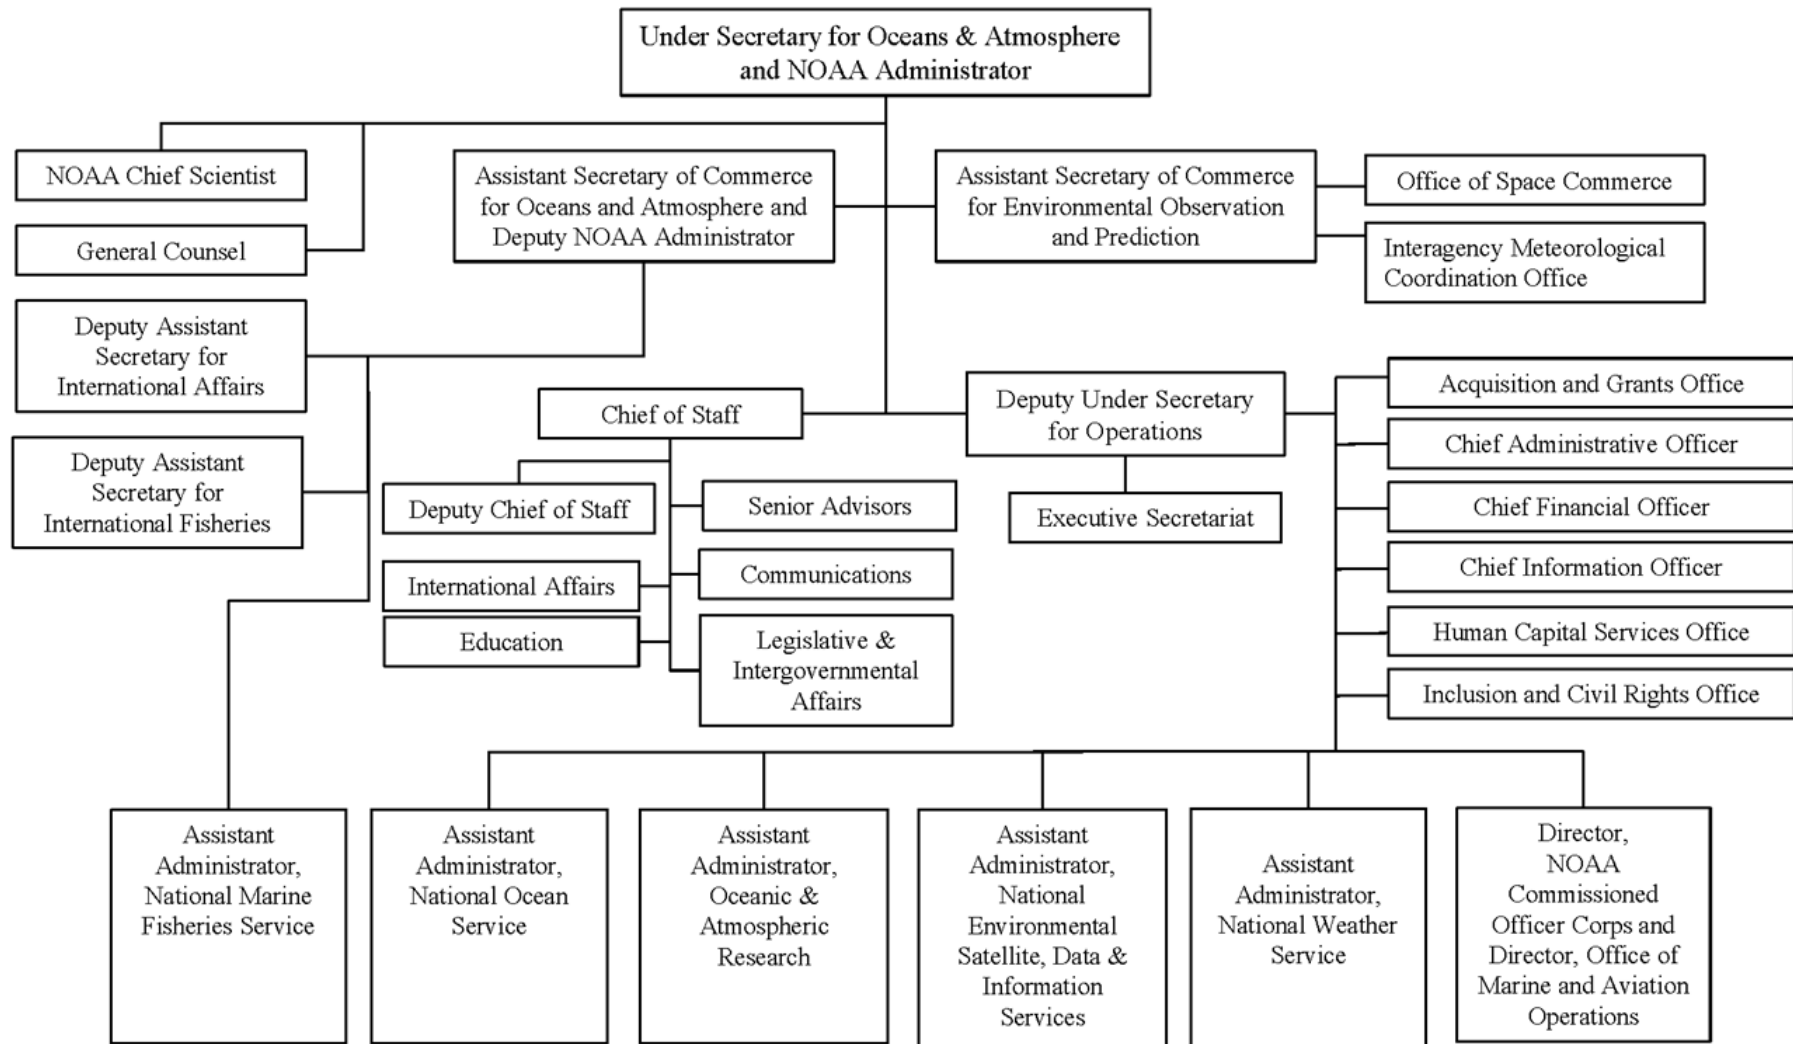 Under Secretary for Oceans & Atmosphere
and NOAA Administrator
NOAA Chief Scientist
General Counsel
Assistant Secretary of Commerce
for Oceans and Atmosphere and
Deputy NOAA Administrator
Assistant Secretary of Commerce
for Environmental Observation
and Prediction
Office of Space Commerce
Interagency Meteorological
Coordination Office
Deputy Assistant
Secretary for
International Affairs
Deputy Assistant
Secretary for
International Fisheries
Chief of Staff
Deputy Under Secretary
for Operations
Executive Secretariat
Deputy Chief of Staff
Senior Advisors
International Affairs
Communications
Education
Legislative &
Intergovernmental
Affairs
Acquisition and Grants Office
Chief Administrative Officer
Chief Financial Officer
Chief Information Officer
Human Capital Services Office
Inclusion and Civil Rights Office
Assistant
Administrator,
National Marine
Fisheries Service
Assistant
Administrator,
National Ocean
Service
Assistant
Administrator,
Oceanic &
Atmospheric
Research
Assistant
Administrator,
National
Environmental
Satellite, Data &
Information
Services
Assistant
Administrator,
National Weather
Service
Director,
NOAA
Commissioned
Officer Corps and
Director, Office of
Marine and Aviation
Operations